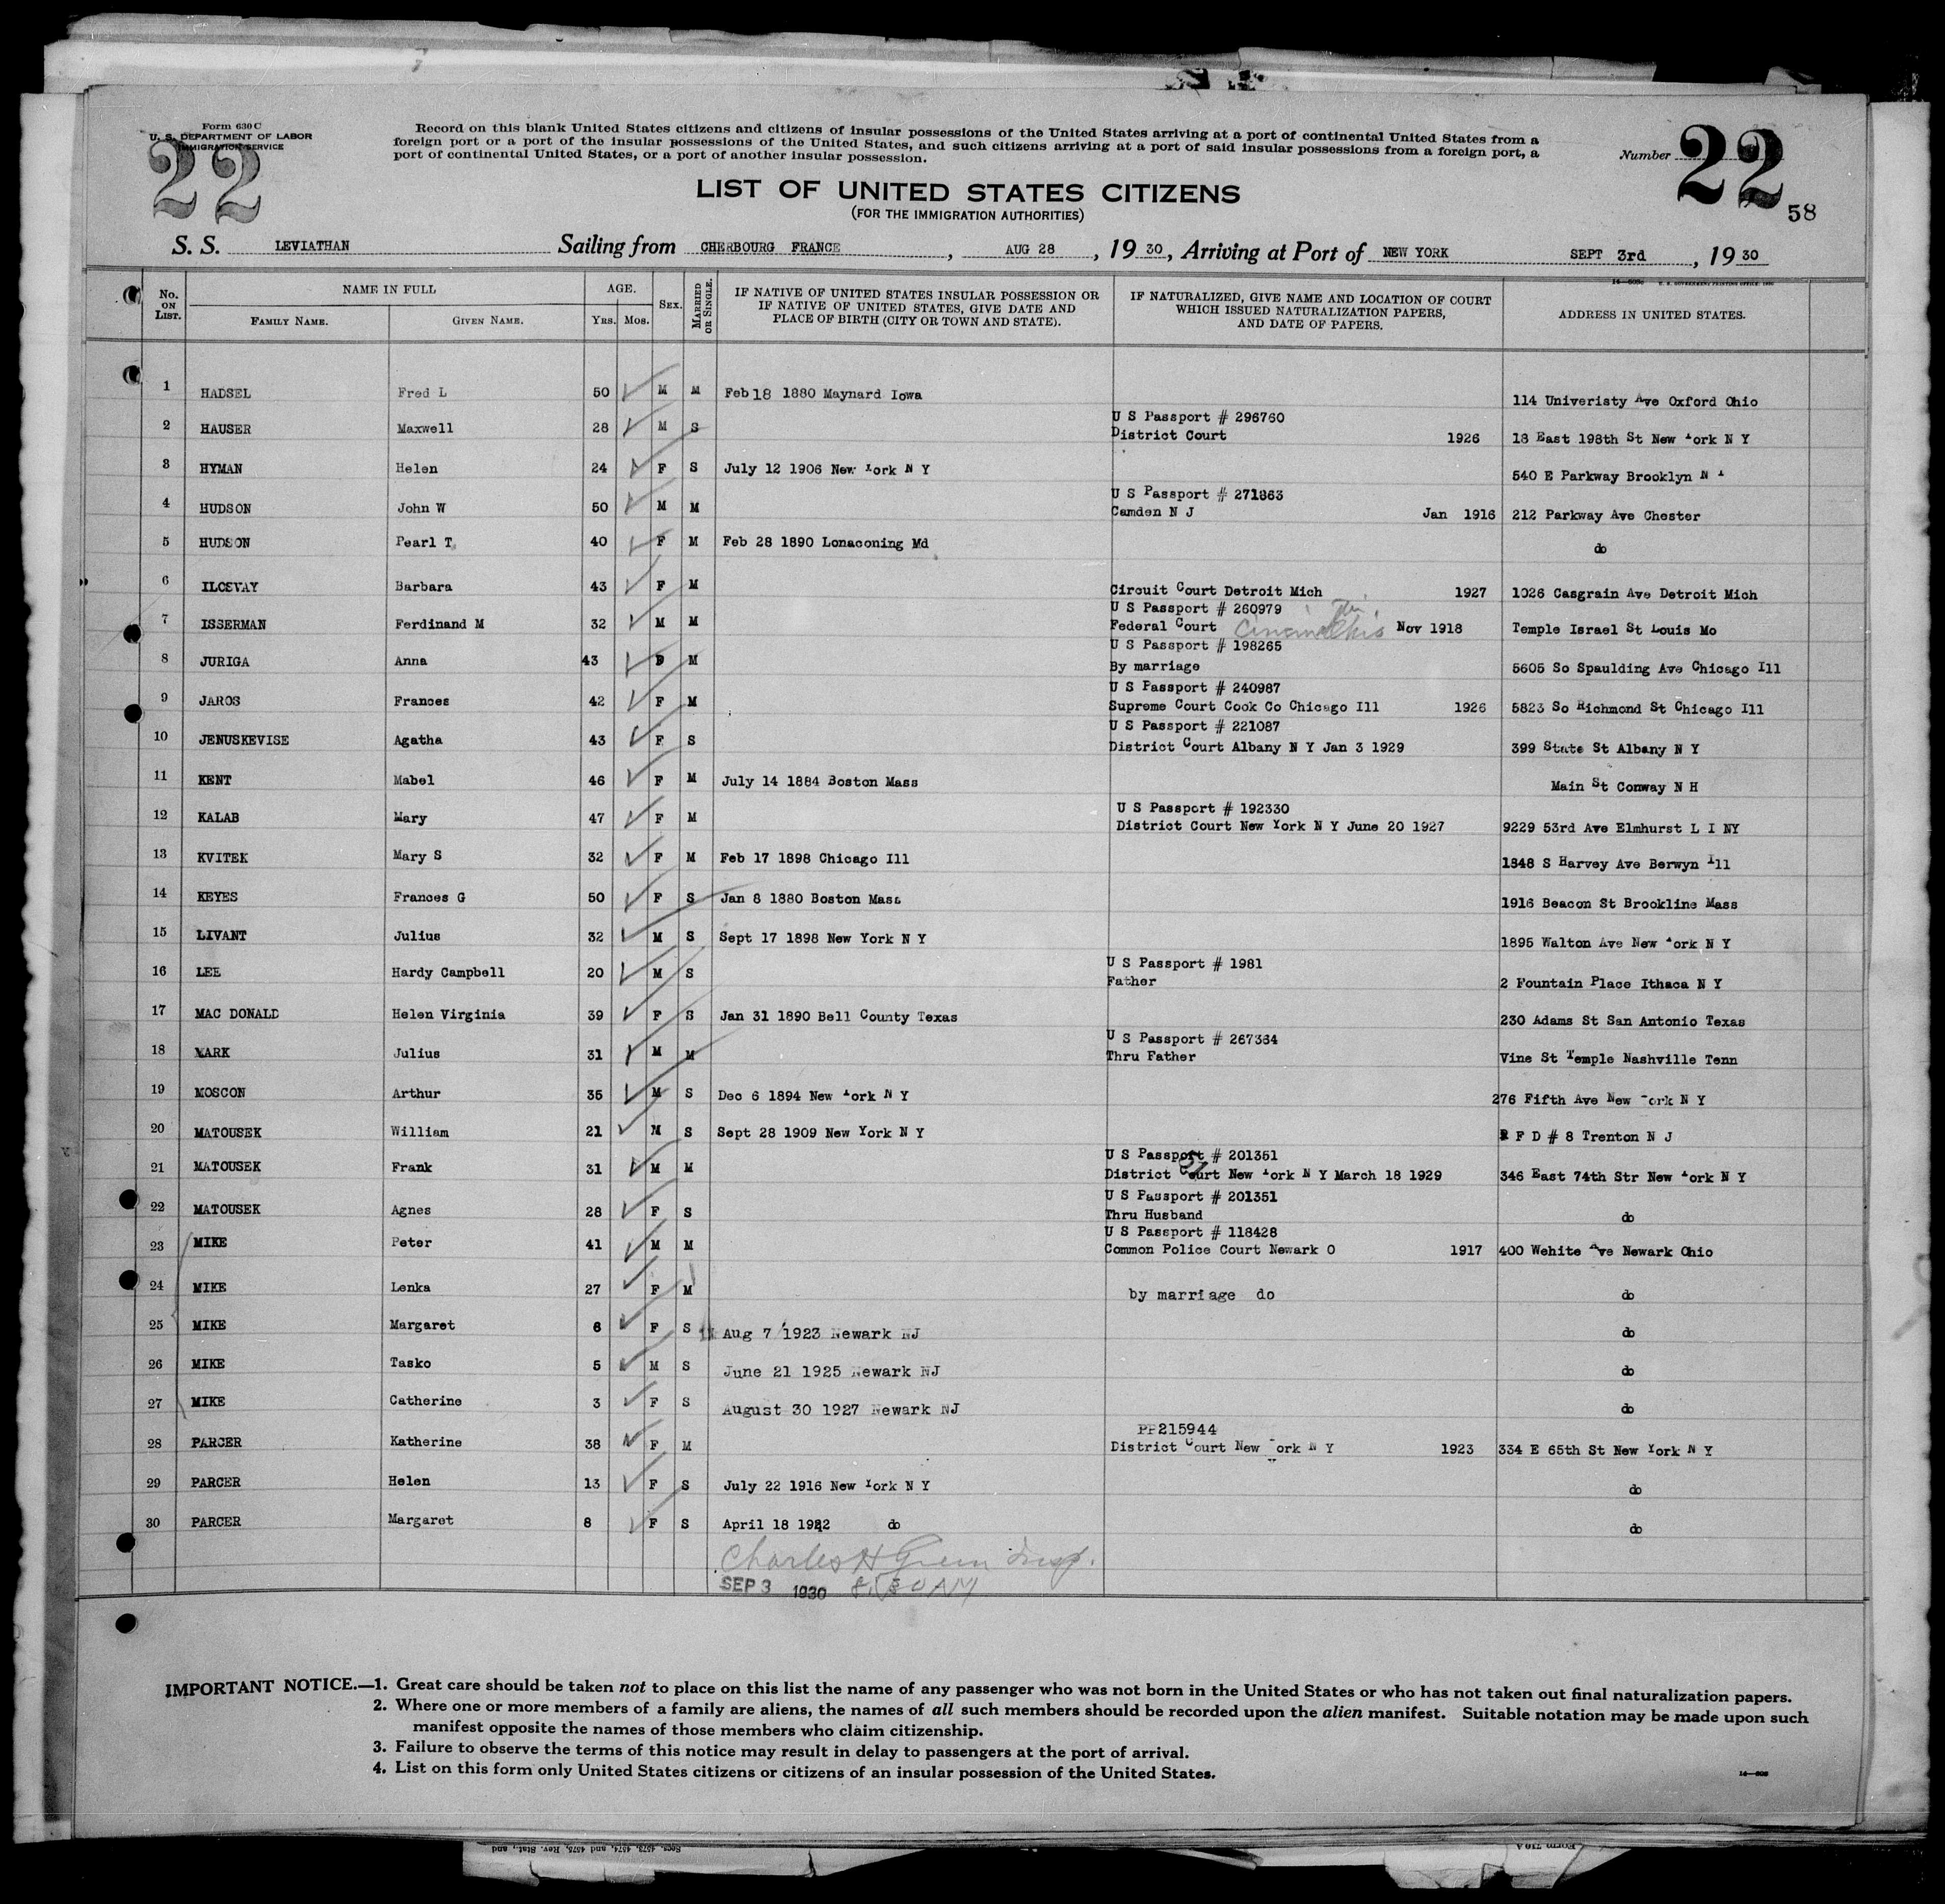 Form 630 C
U. S. DEPARTMENT OF LABOR
IMMIGRATION SERVICE
22
Record on this blank United States citizens and citizens of insular possessions of the United States arriving at a port of continental United States from a
foreign port or a port of the insular possessions of the United States, and such citizens arriving at a port of said insular possessions from a foreign port, a
port of continental United States, or a port of another insular possession.
Number 22
58
LIST OF UNITED STATES CITIZENS
(FOR THE IMMIGRATION AUTHORITIES)
S. S. LEVIATHAN Sailing from CHERBOURG FRANCE, AUG 28, 19 30, Arriving at Port of NEW YORK SEPT 3rd, 19 30
No. ON LIST. NAME IN FULL FAMILY NAME. GIVEN NAME. AGE. Yrs. Mos. SEX. MARRIED OR SINGLE. IF NATIVE OF UNITED STATES INSULAR POSSESSION OR IF NATIVE OF UNITED STATES, GIVE DATE AND PLACE OF BIRTH (CITY OR TOWN AND STATE). IF NATURALIZED, GIVE NAME AND LOCATION OF COURT WHICH ISSUED NATURALIZATION PAPERS, AND DATE OF PAPERS. ADDRESS IN UNITED STATES.
1 HADSEL Fred L 50 M M Feb 18 1880 Maynard Iowa 114 Univeristy Ave Oxford Ohio
U S Passport # 296760
2 HAUSER Maxwell 28 M S District Court 1926 18 East 198th St New York N Y
3 HYMAN Helen 24 F S July 12 1906 New York N Y 540 E Parkway Brooklyn N Y
U S Passport # 271863
4 HUDSON John W 50 M M Camden N J Jan 1916 212 Parkway Ave Chester
5 HUDSON Pearl T 40 F M Feb 28 1890 Lonaconing Md do
6 ILOSVAY Barbara 43 F M Circuit Court Detroit Mich 1927 1026 Casgrain Ave Detroit Mich
U S Passport # 260979
7 ISSERMAN Ferdinand M 32 M M Federal Court Nov 1918 Temple Israel St Louis Mo
U S Passport # 198265
8 JURIGA Anna 43 M By marriage 5605 So Spaulding Ave Chicago Ill
U S Passport # 240987
9 JAROS Frances 42 F M Supreme Court Cook Co Chicago Ill 1926 5823 So Richmond St Chicago Ill
U S Passport # 221087
10 JENUSKEVISE Agatha 43 F S District Court Albany N Y Jan 3 1929 399 State St Albany N Y
11 KENT Mabel 46 F M July 14 1884 Boston Mass Main St Conway N H
U S Passport # 192330
12 KALAB Mary 47 F M District Court New York N Y June 20 1927 9229 53rd Ave Elmhurst L I NY
13 KVITEK Mary S 32 F M Feb 17 1898 Chicago Ill 1848 S Harvey Ave Berwyn Ill
14 KEYES Frances G 50 F S Jan 8 1880 Boston Mass 1916 Beacon St Brookline Mass
15 LIVANT Julius 32 M S Sept 17 1898 New York N Y 1895 Walton Ave New York N Y
U S Passport # 1981
16 LEE Hardy Campbell 20 M S Father 2 Fountain Place Ithaca N Y
17 MAC DONALD Helen Virginia 39 F S Jan 31 1890 Bell County Texas 230 Adams St San Antonio Texas
U S Passport # 267364
18 MARK Julius 31 M M Thru Father Vine St Temple Nashville Tenn
19 MOSCON Arthur 35 M S Dec 6 1894 New York N Y 276 Fifth Ave New York N Y
20 MATOUSEK William 21 M S Sept 28 1909 New York N Y R F D # 8 Trenton N J
U S Passport # 201351
21 MATOUSEK Frank 31 M M District Court New York N Y March 18 1929 346 East 74th Str New York N Y
U S Passport # 201351
22 MATOUSEK Agnes 28 F S Thru Husband do
U S Passport # 118428
23 MIKE Peter 41 M M Common Police Court Newark O 1917 400 Wehite Ave Newark Ohio
24 MIKE Lenka 27 F M by marriage do do
25 MIKE Margaret 6 F S Aug 7 1923 Newark NJ do
26 MIKE Tasko 5 M S June 21 1925 Newark NJ do
27 MIKE Catherine 3 F S August 30 1927 Newark NJ do
PP215944
28 PARCER Katherine 38 F M District Court New York N Y 1923 334 E 65th St New York N Y
29 PARCER Helen 13 F S July 22 1916 New York N Y do
30 PARCER Margaret 8 F S April 18 1922 do do
Charles H Green Insp.
SEP 3 1930 8:30 AM
IMPORTANT NOTICE.—1. Great care should be taken not to place on this list the name of any passenger who was not born in the United States or who has not taken out final naturalization papers.
2. Where one or more members of a family are aliens, the names of all such members should be recorded upon the alien manifest. Suitable notation may be made upon such
manifest opposite the names of those members who claim citizenship.
3. Failure to observe the terms of this notice may result in delay to passengers at the port of arrival.
4. List on this form only United States citizens or citizens of an insular possession of the United States.